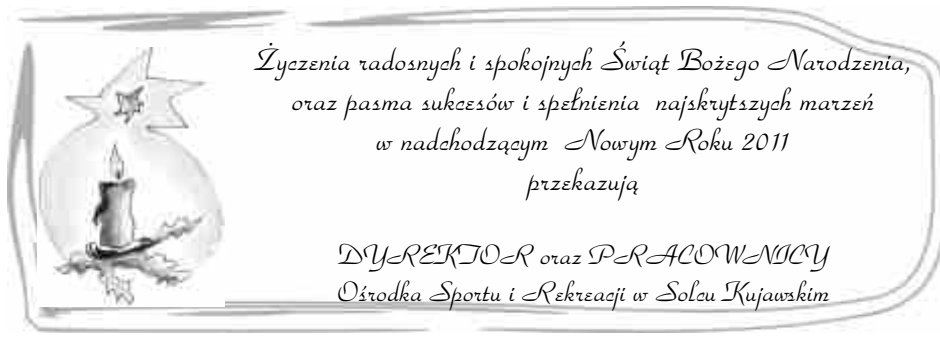 Życzenia radosnych i spokojnych Świąt Bożego Narodzenia,
oraz pasma sukcesów i spełnienia najskrytszych marzeń
w nadchodzącym Nowym Roku 2011
przekazują
DYREKTOR oraz PRACOWNICY
Ośrodka Sportu i Rekreacji w Solcu Kujawskim